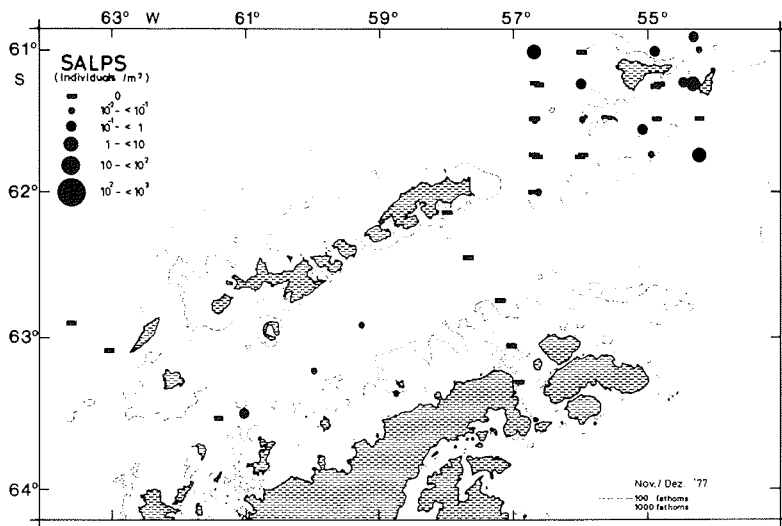 63° W 61° 59° 57° 55°
61°
S
SALPS
(Individuals /m²)
0
10⁻² - < 10⁻¹
10⁻¹ - < 1
1 - < 10
10 - < 10²
10² - < 10³
62°
63°
64°
Nov./ Dez. '77
100 fathoms
1000 fathoms